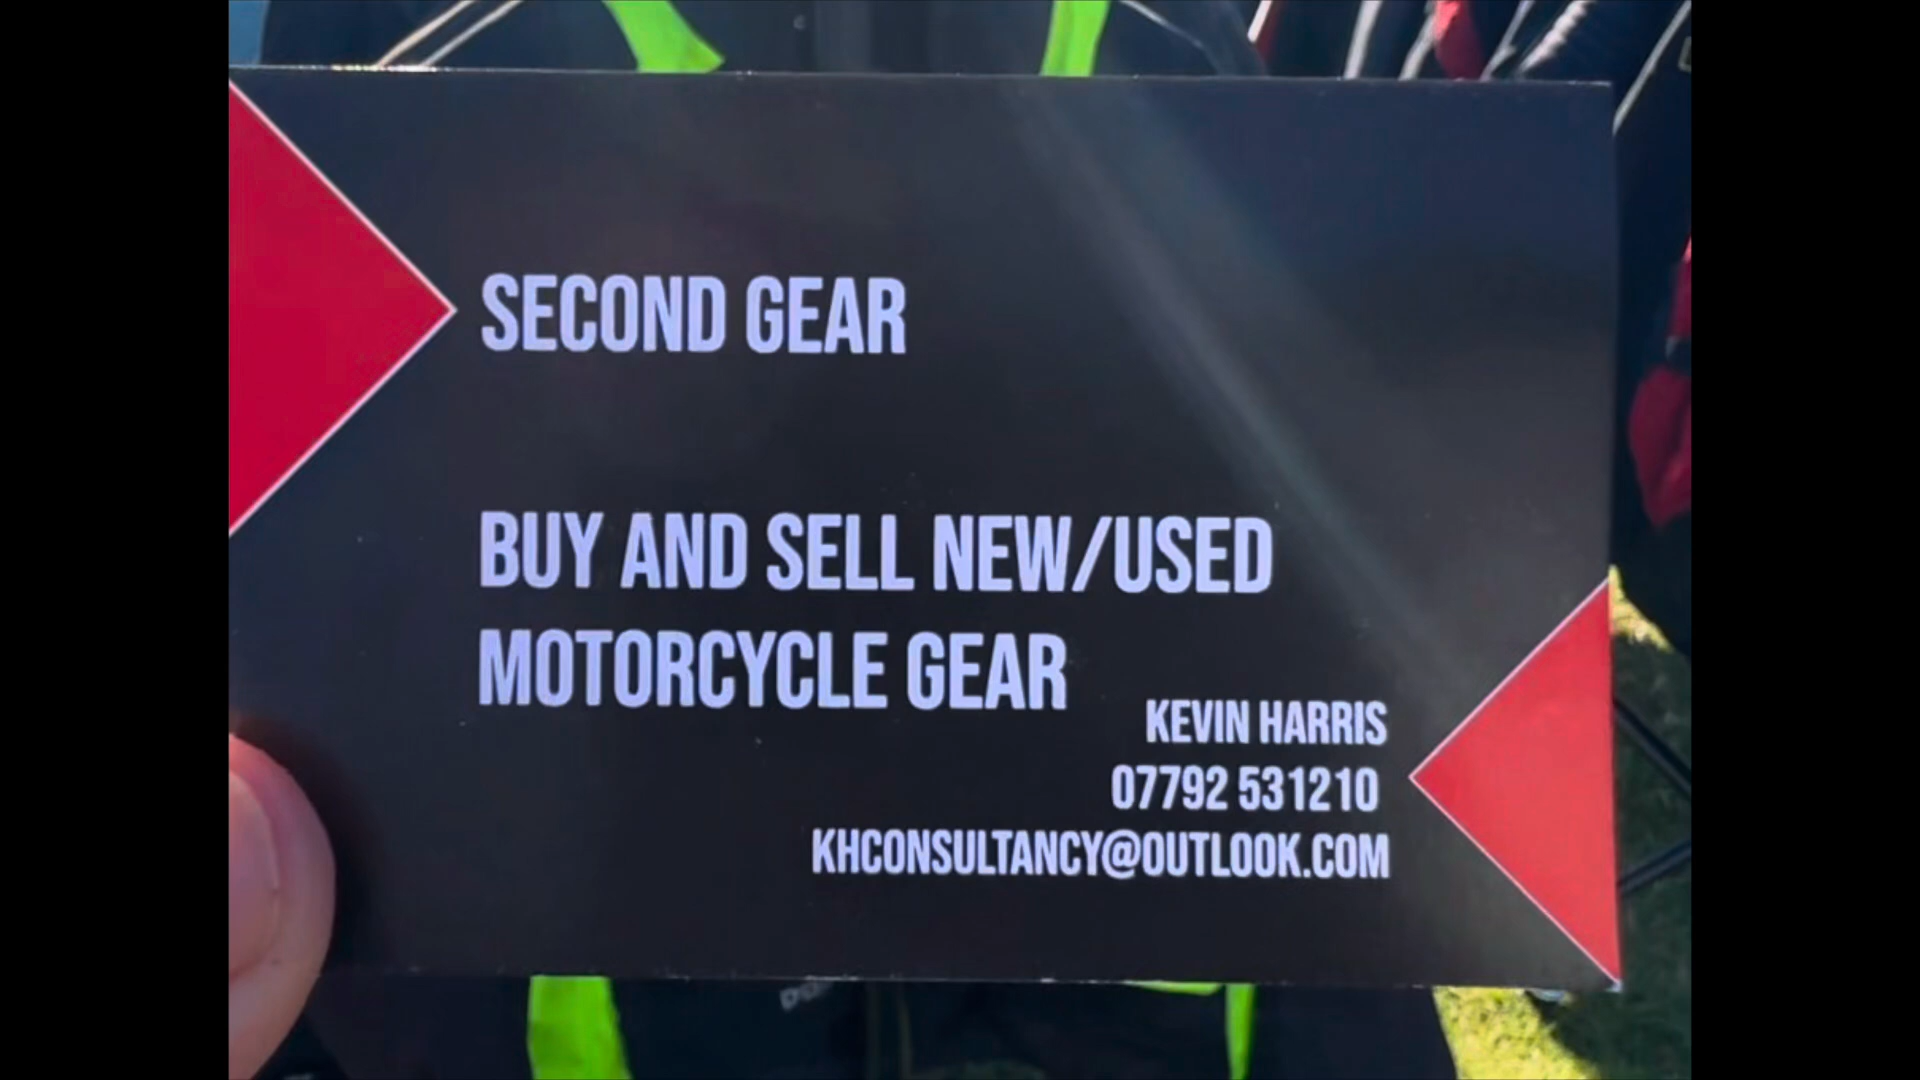 SECOND GEAR
BUY AND SELL NEW/USED
MOTORCYCLE GEAR
KEVIN HARRIS
07792 531210
KHCONSULTANCY@OUTLOOK.COM